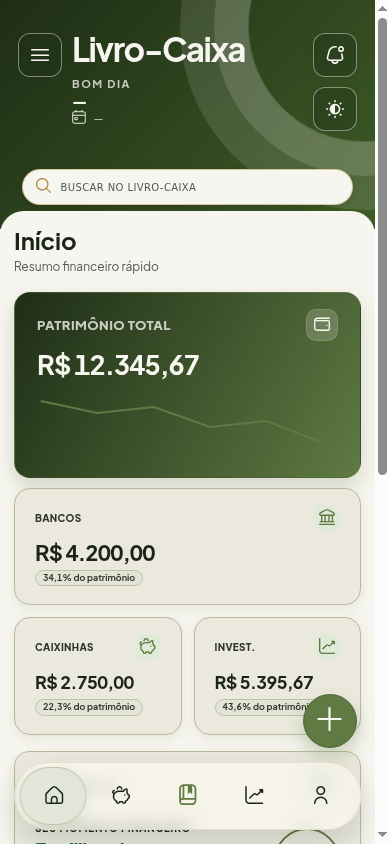 Livro-Caixa
BOM DIA
—
—
BUSCAR NO LIVRO-CAIXA
Início
Resumo financeiro rápido
PATRIMÔNIO TOTAL
R$ 12.345,67
BANCOS
R$ 4.200,00
34,1% do patrimônio
CAIXINHAS
R$ 2.750,00
22,3% do patrimônio
INVEST.
R$ 5.395,67
43,6% do patrimôni